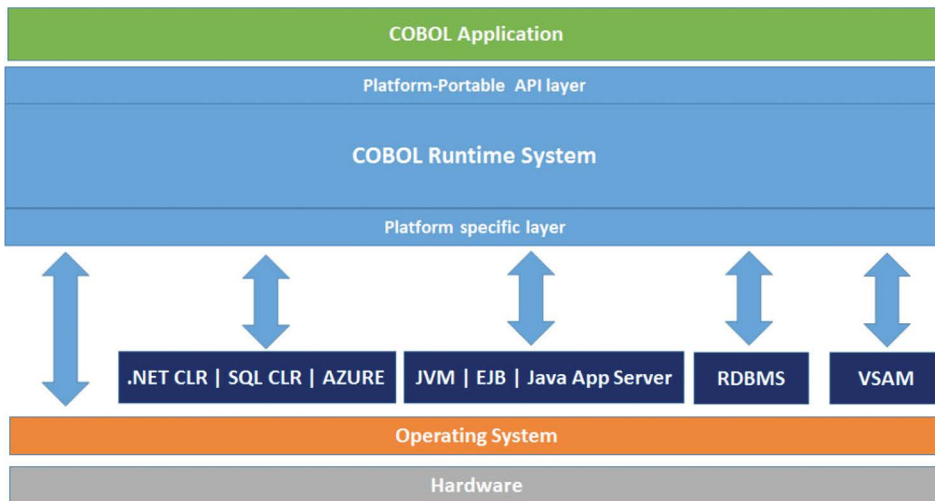 COBOL Application
Platform-Portable API layer
COBOL Runtime System
Platform specific layer
.NET CLR | SQL CLR | AZURE
JVM | EJB | Java App Server
RDBMS
VSAM
Operating System
Hardware